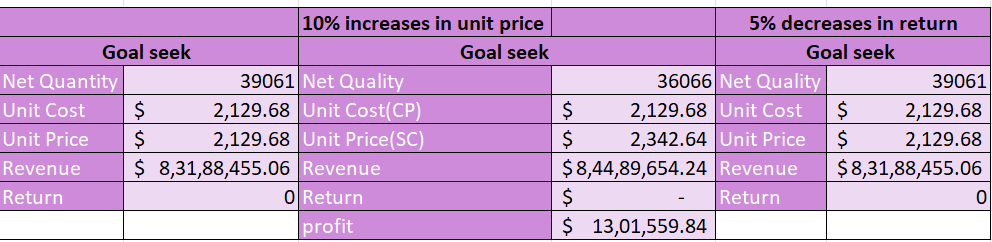 10% increases in unit price 5% decreases in return
Goal seek Goal seek Goal seek
Net Quantity 39061 Net Quality 36066 Net Quality 39061
Unit Cost $ 2,129.68 Unit Cost(CP) $ 2,129.68 Unit Cost $ 2,129.68
Unit Price $ 2,129.68 Unit Price(SC) $ 2,342.64 Unit Price $ 2,129.68
Revenue $ 8,31,88,455.06 Revenue $ 8,44,89,654.24 Revenue $ 8,31,88,455.06
Return 0 Return $ - Return 0
profit $ 13,01,559.84